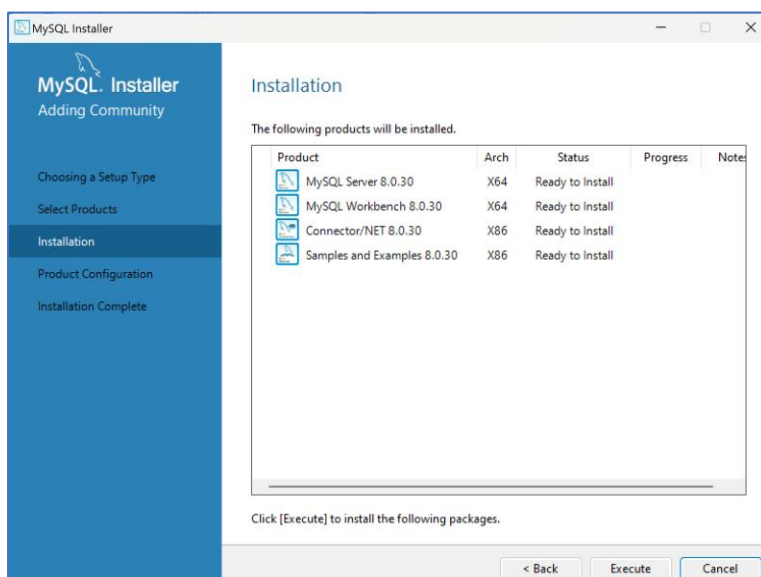 MySQL Installer
MySQL. Installer
Adding Community
Choosing a Setup Type
Select Products
Installation
Product Configuration
Installation Complete
Installation
The following products will be installed.
Product Arch Status Progress Notes
MySQL Server 8.0.30 X64 Ready to Install
MySQL Workbench 8.0.30 X64 Ready to Install
Connector/NET 8.0.30 X86 Ready to Install
Samples and Examples 8.0.30 X86 Ready to Install
Click [Execute] to install the following packages.
< Back Execute Cancel